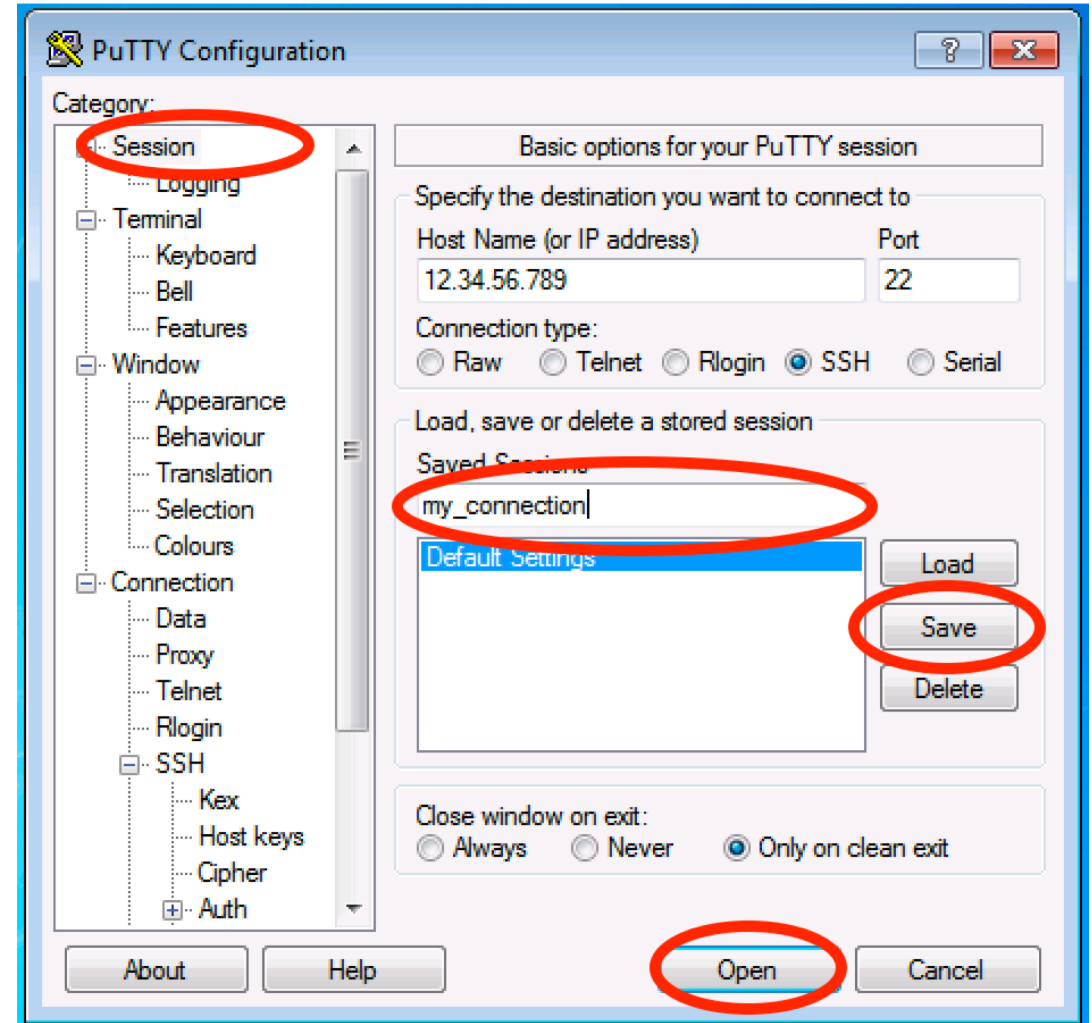 PuTTY Configuration
Category:
Session
Logging
Terminal
Keyboard
Bell
Features
Window
Appearance
Behaviour
Translation
Selection
Colours
Connection
Data
Proxy
Telnet
Rlogin
SSH
Kex
Host keys
Cipher
Auth
Basic options for your PuTTY session
Specify the destination you want to connect to
Host Name (or IP address) Port
12.34.56.789 22
Connection type:
Raw Telnet Rlogin SSH Serial
Load, save or delete a stored session
Saved Sessions
my_connection
Default Settings
Load
Save
Delete
Close window on exit:
Always Never Only on clean exit
About Help Open Cancel